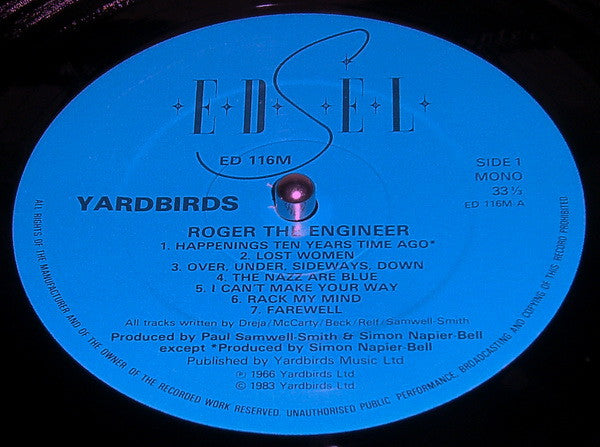 EDSEL
ED 116M
SIDE 1
MONO
33⅓
ED 116M-A
YARDBIRDS
ROGER THE ENGINEER
1. HAPPENINGS TEN YEARS TIME AGO*
2. LOST WOMEN
3. OVER, UNDER, SIDEWAYS, DOWN
4. THE NAZZ ARE BLUE
5. I CAN'T MAKE YOUR WAY
6. RACK MY MIND
7. FAREWELL
All tracks written by Dreja/McCarty/Beck/Relf/Samwell-Smith
Produced by Paul Samwell-Smith & Simon Napier-Bell
except *Produced by Simon Napier-Bell
Published by Yardbirds Music Ltd
℗ 1966 Yardbirds Ltd.
© 1983 Yardbirds Ltd.
ALL RIGHTS OF THE MANUFACTURER AND OF THE OWNER OF THE RECORDED WORK RESERVED. UNAUTHORISED PUBLIC PERFORMANCE, BROADCASTING AND COPYING OF THIS RECORD PROHIBITED.